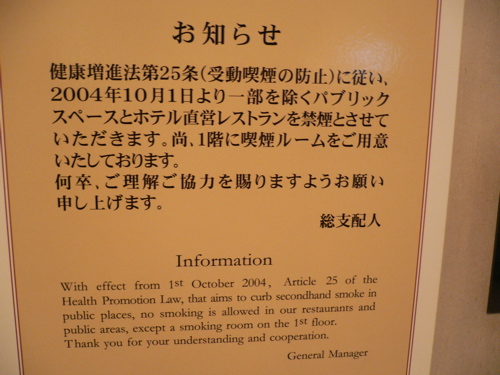 お知らせ
健康増進法第25条(受動喫煙の防止)に従い、
2004年10月1日より一部を除くパブリック
スペースとホテル直営レストランを禁煙とさせて
いただきます。尚、1階に喫煙ルームをご用意
いたしております。
何卒、ご理解ご協力を賜りますようお願い
申し上げます。
総支配人
Information
With effect from 1st October 2004, Article 25 of the
Health Promotion Law, that aims to curb secondhand smoke in
public places, no smoking is allowed in our restaurants and
public areas, except a smoking room on the 1st floor.
Thank you for your understanding and cooperation.
General Manager